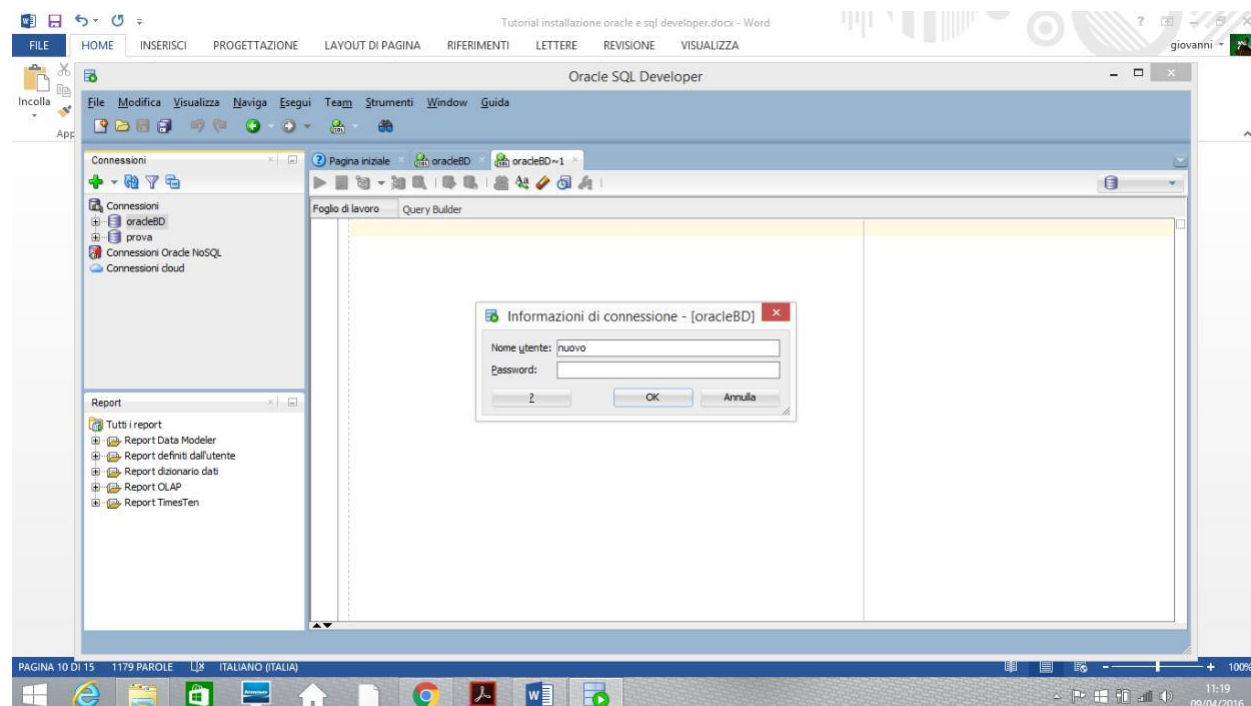 Tutorial installazione oracle e sql developer.docx - Word
FILE HOME INSERISCI PROGETTAZIONE LAYOUT DI PAGINA RIFERIMENTI LETTERE REVISIONE VISUALIZZA giovanni
Incolla
App
Oracle SQL Developer
File Modifica Visualizza Naviga Esegui Team Strumenti Window Guida
Connessioni
Pagina iniziale oracleBD oracleBD~1
Foglio di lavoro Query Builder
Connessioni
oracleBD
prova
Connessioni Oracle NoSQL
Connessioni cloud
Informazioni di connessione - [oracleBD]
Nome utente: nuovo
Password:
? OK Annulla
Report
Tutti i report
Report Data Modeler
Report definiti dall'utente
Report dizionario dati
Report OLAP
Report TimesTen
PAGINA 10 DI 15 1179 PAROLE ITALIANO (ITALIA) 100%
11:19
09/04/2016